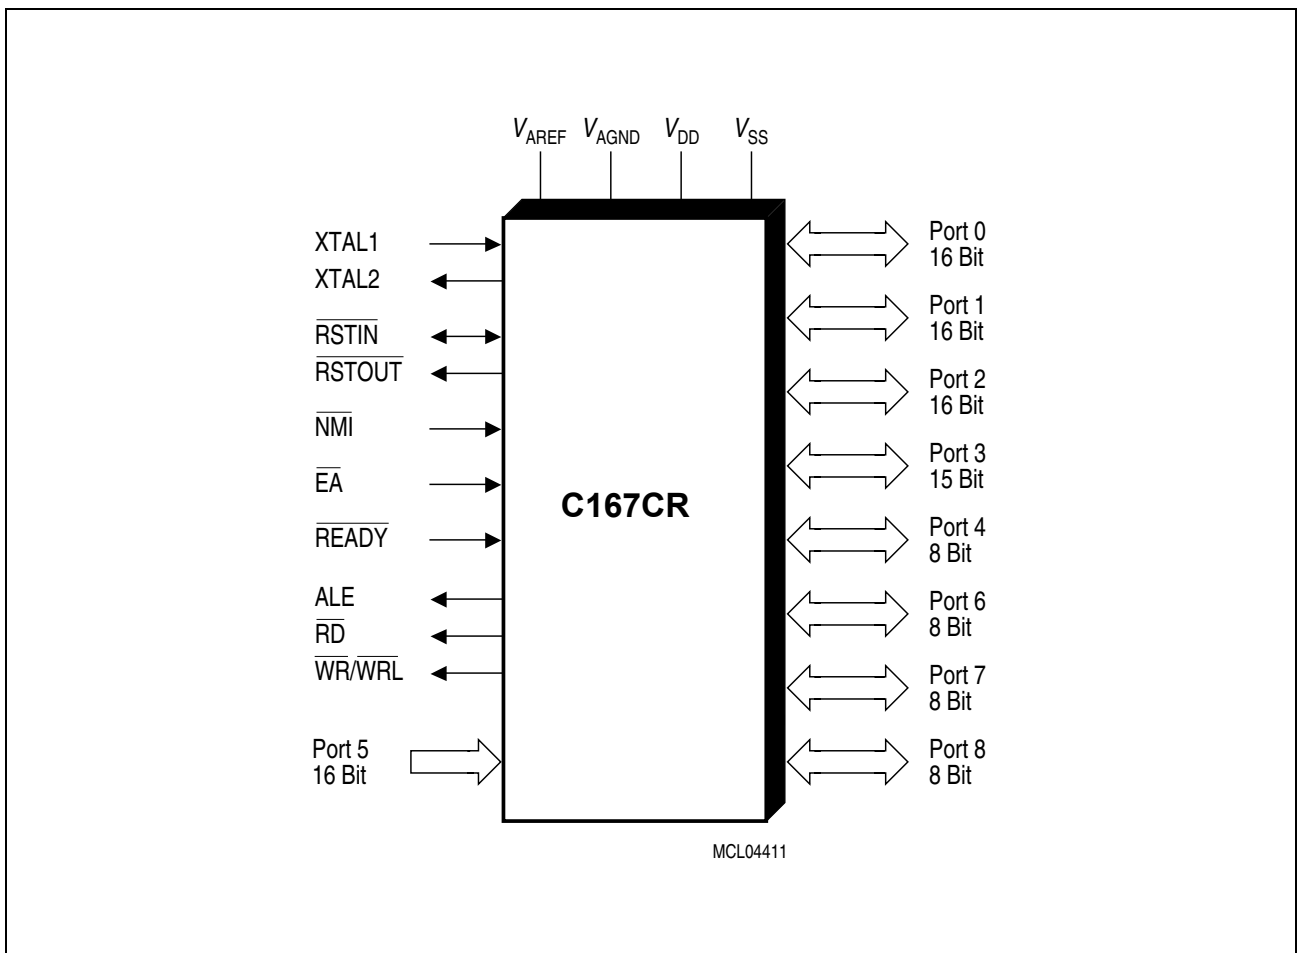 VAREF VAGND VDD VSS
XTAL1
XTAL2
RSTIN
RSTOUT
NMI
EA
READY
ALE
RD
WR/WRL
Port 5
16 Bit
C167CR
Port 0
16 Bit
Port 1
16 Bit
Port 2
16 Bit
Port 3
15 Bit
Port 4
8 Bit
Port 6
8 Bit
Port 7
8 Bit
Port 8
8 Bit
MCL04411